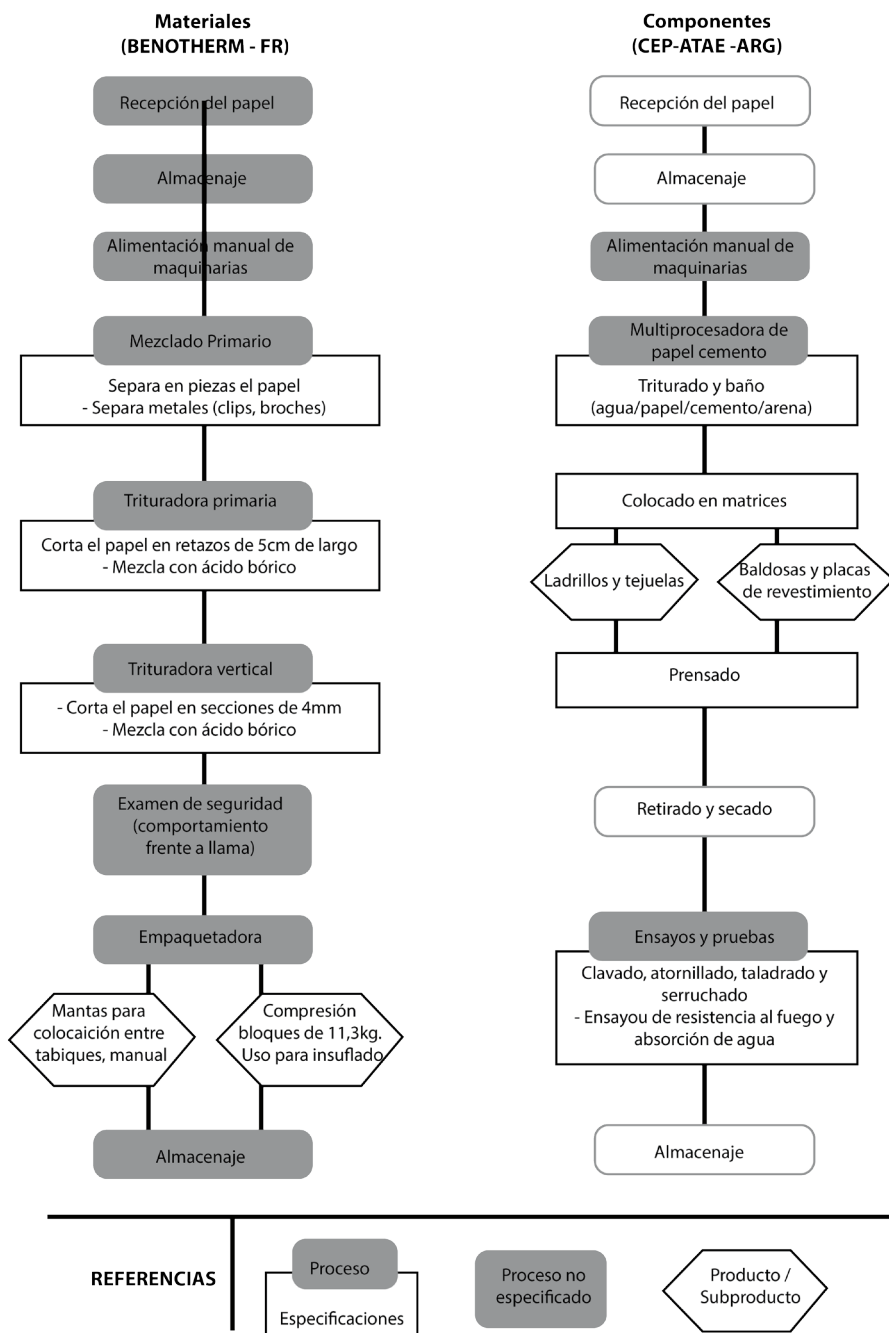 Materiales
(BENOTHERM - FR)
Recepción del papel
Almacenaje
Alimentación manual de
maquinarias
Mezclado Primario
Separa en piezas el papel
- Separa metales (clips, broches)
Trituradora primaria
Corta el papel en retazos de 5cm de largo
- Mezcla con ácido bórico
Trituradora vertical
- Corta el papel en secciones de 4mm
- Mezcla con ácido bórico
Examen de seguridad
(comportamiento
frente a llama)
Empaquetadora
Mantas para
colocaición entre
tabiques, manual
Compresión
bloques de 11,3kg.
Uso para insuflado
Almacenaje
Componentes
(CEP-ATAE -ARG)
Recepción del papel
Almacenaje
Alimentación manual de
maquinarias
Multiprocesadora de
papel cemento
Triturado y baño
(agua/papel/cemento/arena)
Colocado en matrices
Ladrillos y tejuelas
Baldosas y placas
de revestimiento
Prensado
Retirado y secado
Ensayos y pruebas
Clavado, atornillado, taladrado y
serruchado
- Ensayou de resistencia al fuego y
absorción de agua
Almacenaje
REFERENCIAS
Proceso
Especificaciones
Proceso no
especificado
Producto /
Subproducto